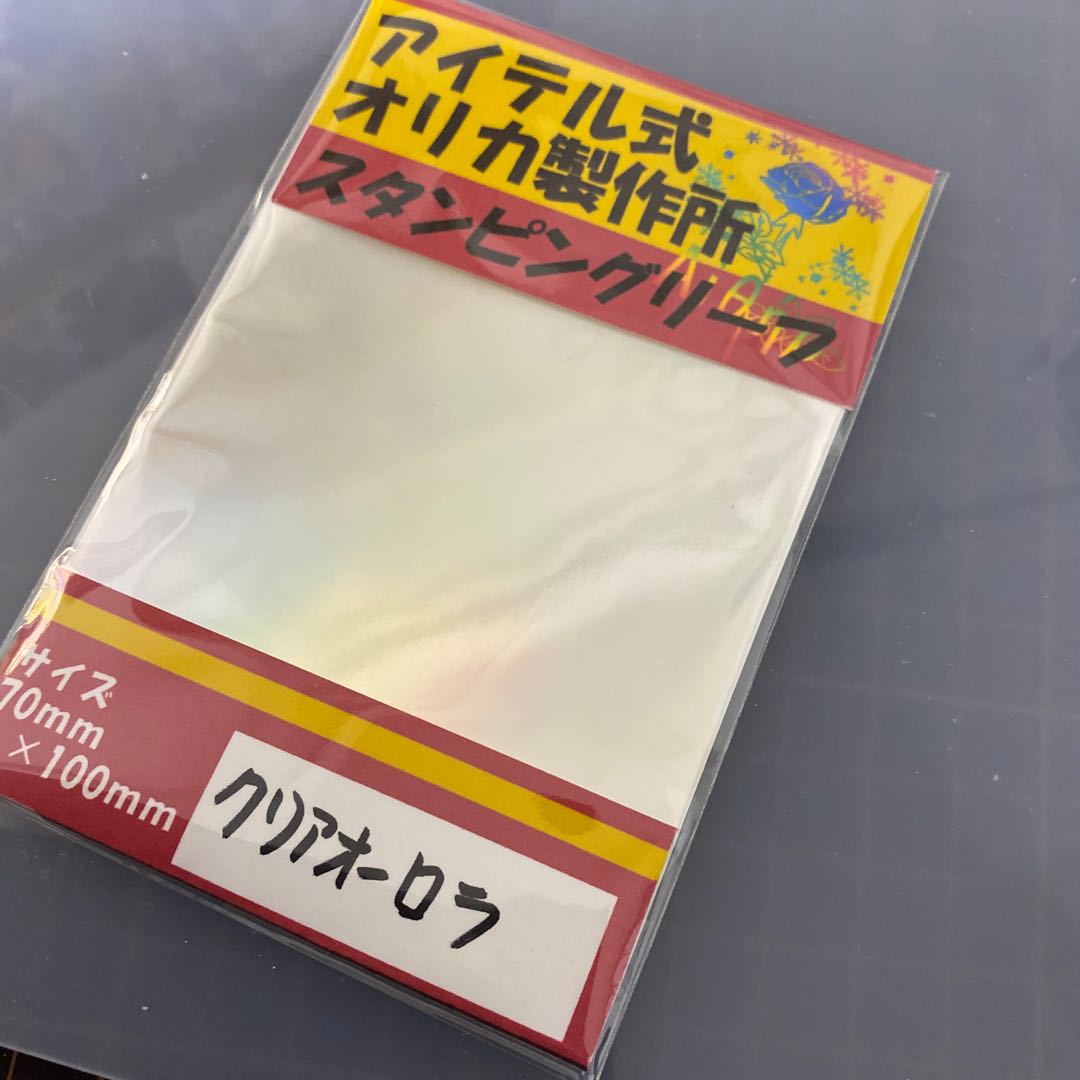 アイテル式
オリカ製作所
スタンピングリーフ
サイズ
70mm
×100mm
クリアオーロラ